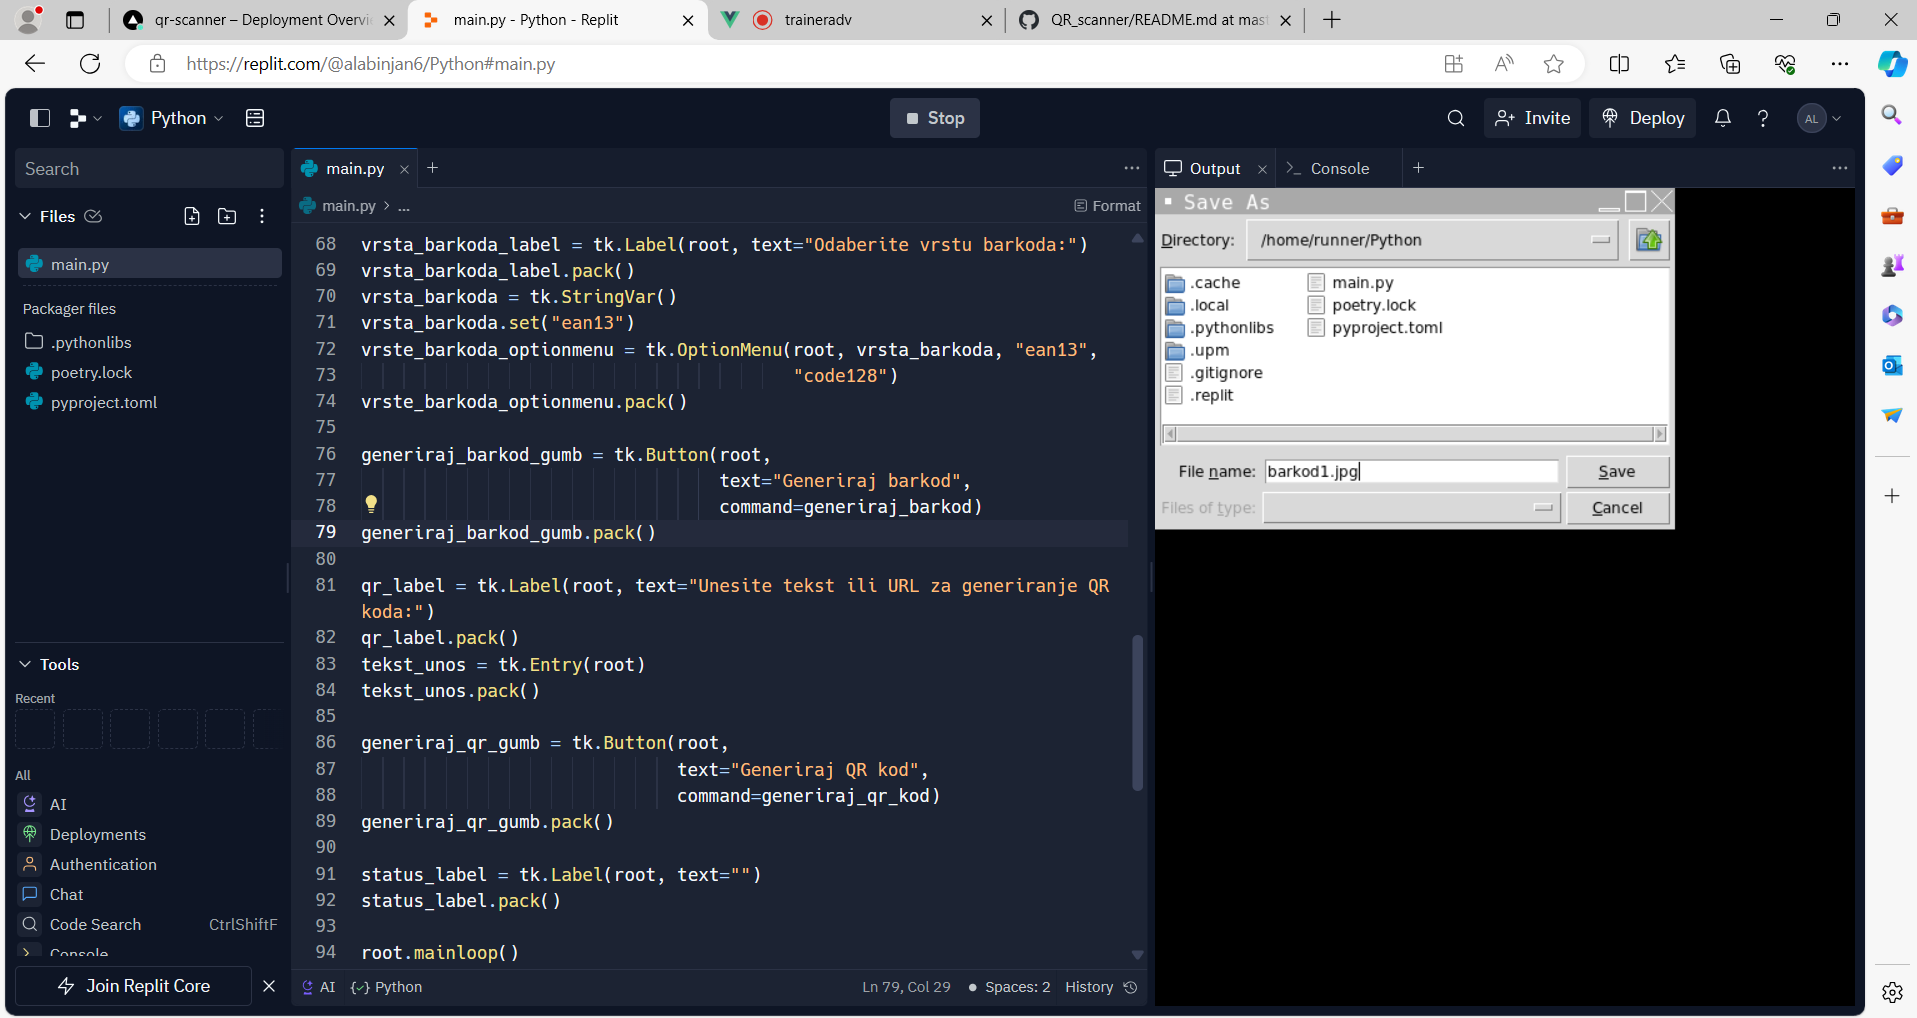 qr-scanner – Deployment Overvi
main.py - Python - Replit
traineradv
QR_scanner/README.md at mast
https://replit.com/@alabinjan6/Python#main.py
Python
Stop
Invite
Deploy
AL
Search
main.py
Output
Console
Files
main.py > ...
Format
main.py
Packager files
.pythonlibs
poetry.lock
pyproject.toml
68 vrsta_barkoda_label = tk.Label(root, text="Odaberite vrstu barkoda:")
69 vrsta_barkoda_label.pack()
70 vrsta_barkoda = tk.StringVar()
71 vrsta_barkoda.set("ean13")
72 vrste_barkoda_optionmenu = tk.OptionMenu(root, vrsta_barkoda, "ean13",
73 "code128")
74 vrste_barkoda_optionmenu.pack()
75
76 generiraj_barkod_gumb = tk.Button(root,
77 text="Generiraj barkod",
78 command=generiraj_barkod)
79 generiraj_barkod_gumb.pack()
80
81 qr_label = tk.Label(root, text="Unesite tekst ili URL za generiranje QR
koda:")
82 qr_label.pack()
83 tekst_unos = tk.Entry(root)
84 tekst_unos.pack()
85
86 generiraj_qr_gumb = tk.Button(root,
87 text="Generiraj QR kod",
88 command=generiraj_qr_kod)
89 generiraj_qr_gumb.pack()
90
91 status_label = tk.Label(root, text="")
92 status_label.pack()
93
94 root.mainloop()
Save As
Directory: /home/runner/Python
.cache
.local
.pythonlibs
.upm
.gitignore
.replit
main.py
poetry.lock
pyproject.toml
File name: barkod1.jpg
Save
Files of type:
Cancel
Tools
Recent
All
AI
Deployments
Authentication
Chat
Code Search CtrlShiftF
Console
Join Replit Core
AI
Python
Ln 79, Col 29
Spaces: 2
History